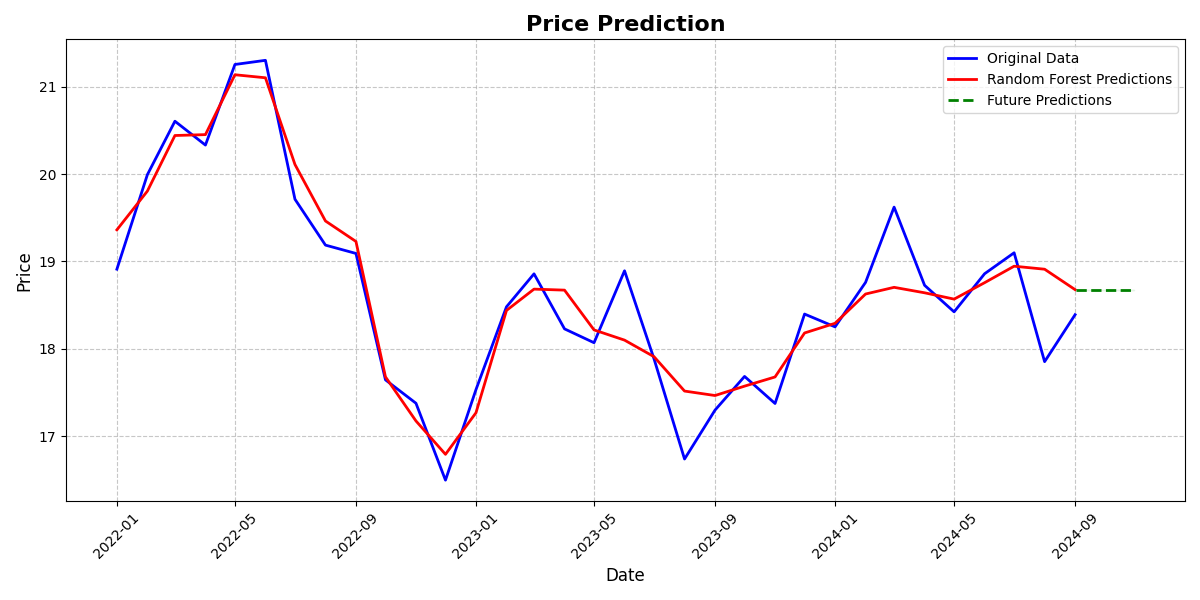 Price Prediction
Original Data
Random Forest Predictions
Future Predictions
Price
21
20
19
18
17
2022-01
2022-05
2022-09
2023-01
2023-05
2023-09
2024-01
2024-05
2024-09
Date